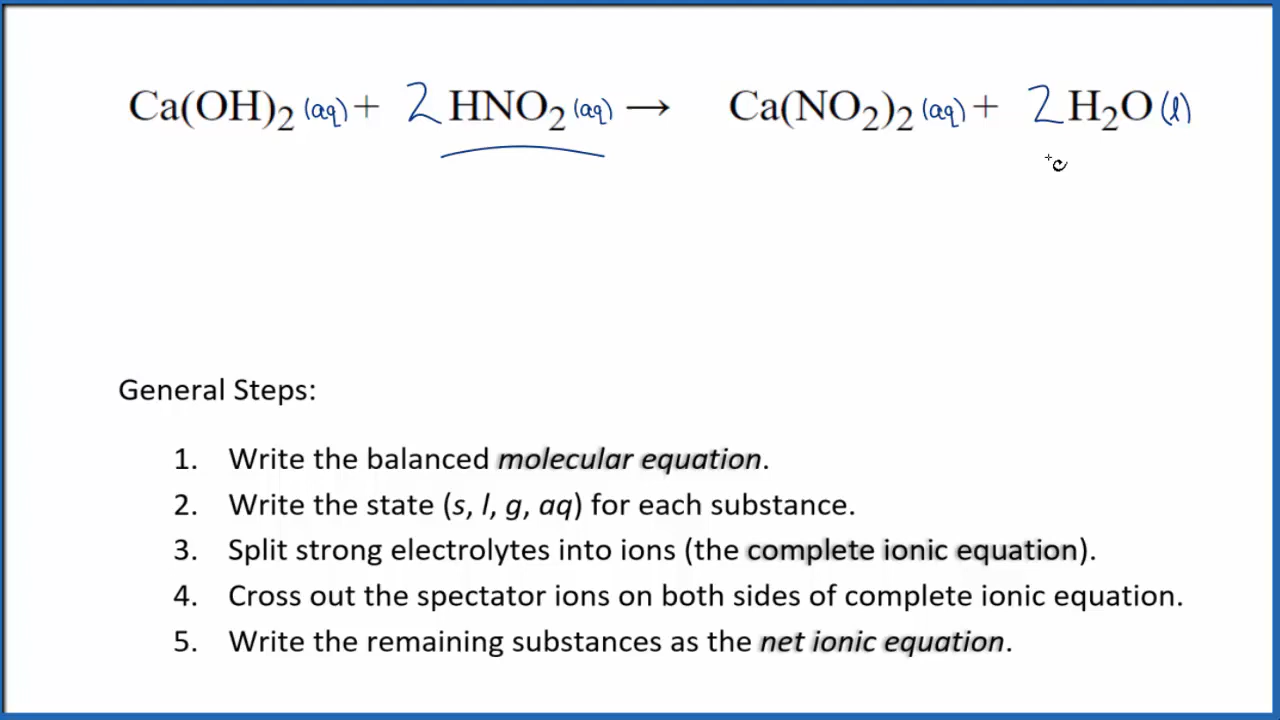 Ca(OH)₂ (aq) + 2 HNO₂ (aq) → Ca(NO₂)₂ (aq) + 2 H₂O (l)
General Steps:
1. Write the balanced molecular equation.
2. Write the state (s, l, g, aq) for each substance.
3. Split strong electrolytes into ions (the complete ionic equation).
4. Cross out the spectator ions on both sides of complete ionic equation.
5. Write the remaining substances as the net ionic equation.